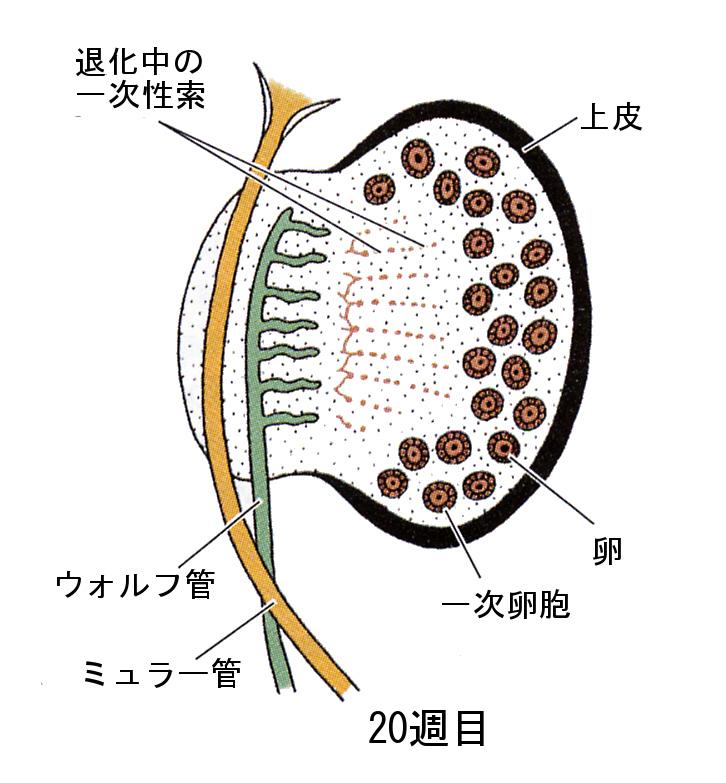 退化中の
一次性索
上皮
卵
一次卵胞
ウォルフ管
ミュラー管
20週目